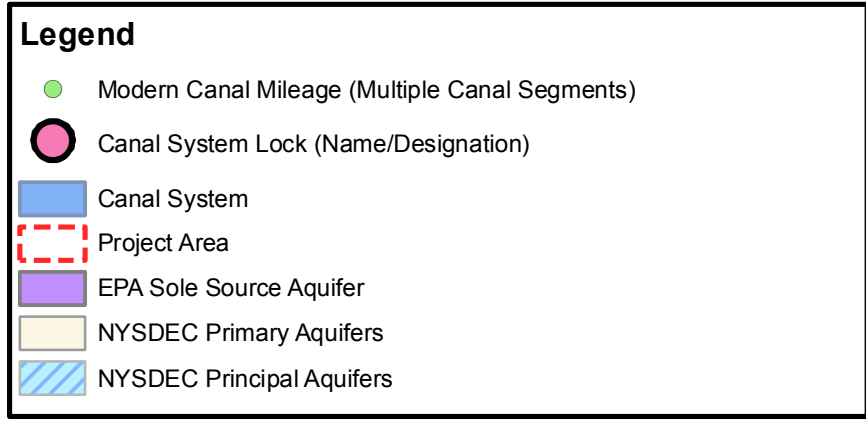 Legend
Modern Canal Mileage (Multiple Canal Segments)
Canal System Lock (Name/Designation)
Canal System
Project Area
EPA Sole Source Aquifer
NYSDEC Primary Aquifers
NYSDEC Principal Aquifers